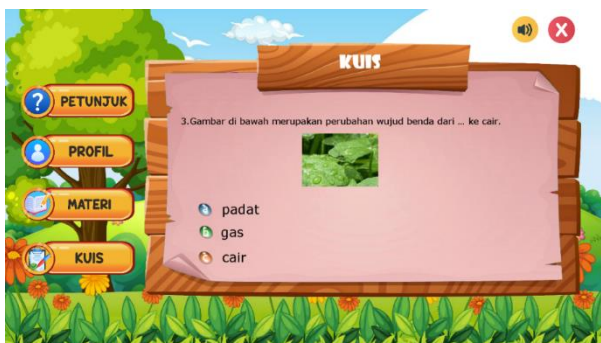 KUIS
PETUNJUK
PROFIL
MATERI
KUIS
3.Gambar di bawah merupakan perubahan wujud benda dari ... ke cair.
a padat
b gas
c cair